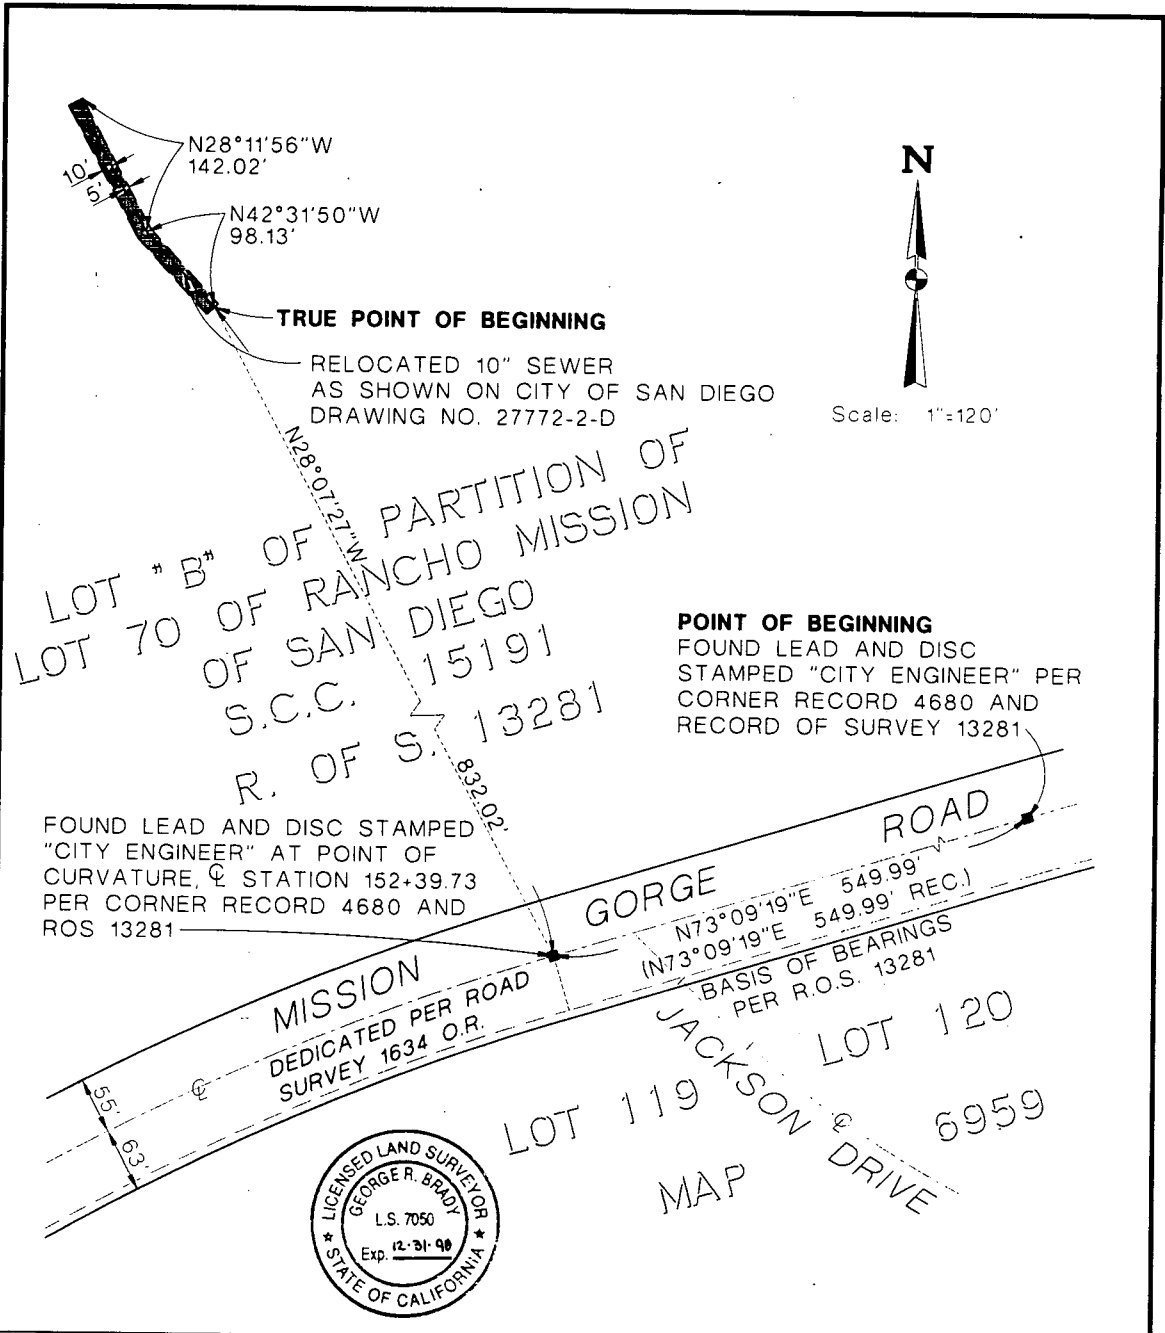 N28°11'56"W
142.02'
10'
5'
N42°31'50"W
98.13'
N
TRUE POINT OF BEGINNING
RELOCATED 10" SEWER
AS SHOWN ON CITY OF SAN DIEGO
DRAWING NO. 27772-2-D
Scale: 1"=120'
N28°07'27"W
832.02'
LOT "B" OF PARTITION OF
LOT 70 OF RANCHO MISSION
OF SAN DIEGO
S.C.C. 15191
R. OF S. 13281
POINT OF BEGINNING
FOUND LEAD AND DISC
STAMPED "CITY ENGINEER" PER
CORNER RECORD 4680 AND
RECORD OF SURVEY 13281
FOUND LEAD AND DISC STAMPED
"CITY ENGINEER" AT POINT OF
CURVATURE, ℄ STATION 152+39.73
PER CORNER RECORD 4680 AND
ROS 13281
MISSION GORGE ROAD
N73°09'19"E 549.99'
(N73°09'19"E 549.99' REC.)
BASIS OF BEARINGS
PER R.O.S. 13281
DEDICATED PER ROAD
SURVEY 1634 O.R.
℄
55'
63'
JACKSON DRIVE
℄
LOT 119
LOT 120
MAP 6959
LICENSED LAND SURVEYOR
GEORGE R. BRADY
L.S. 7050
Exp. 12-31-98
STATE OF CALIFORNIA